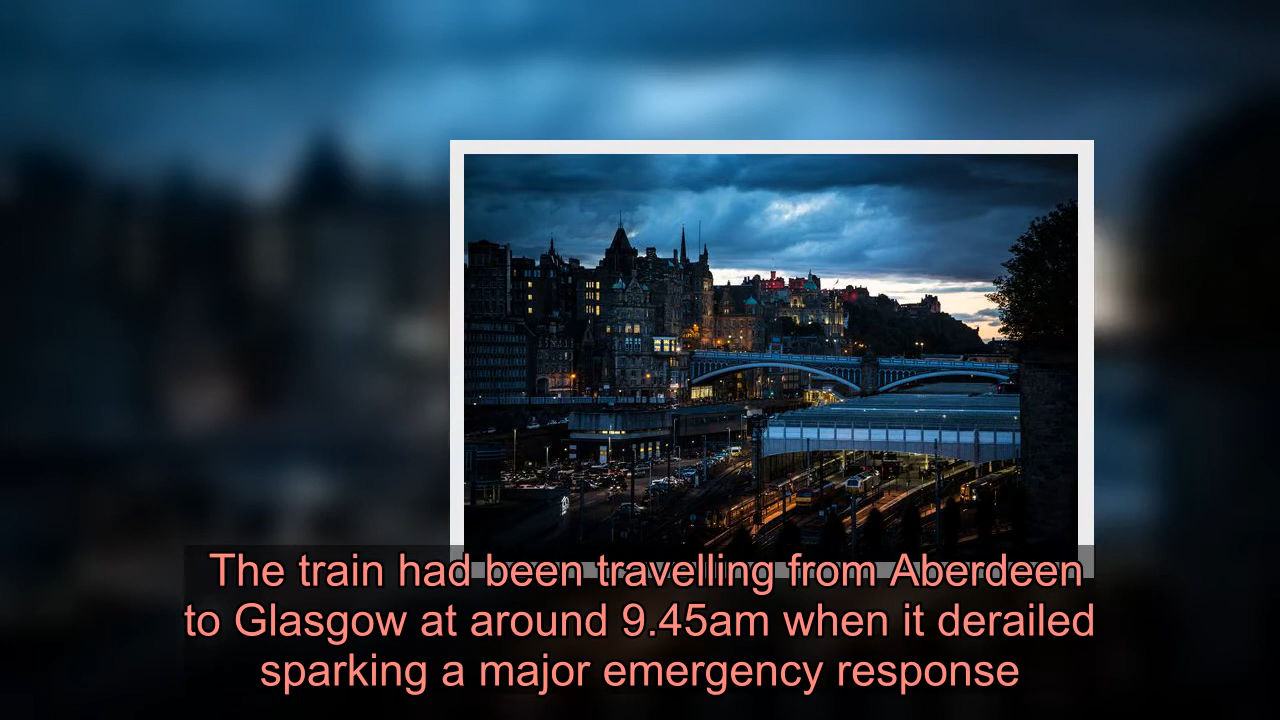 The train had been travelling from Aberdeen
to Glasgow at around 9.45am when it derailed
sparking a major emergency response